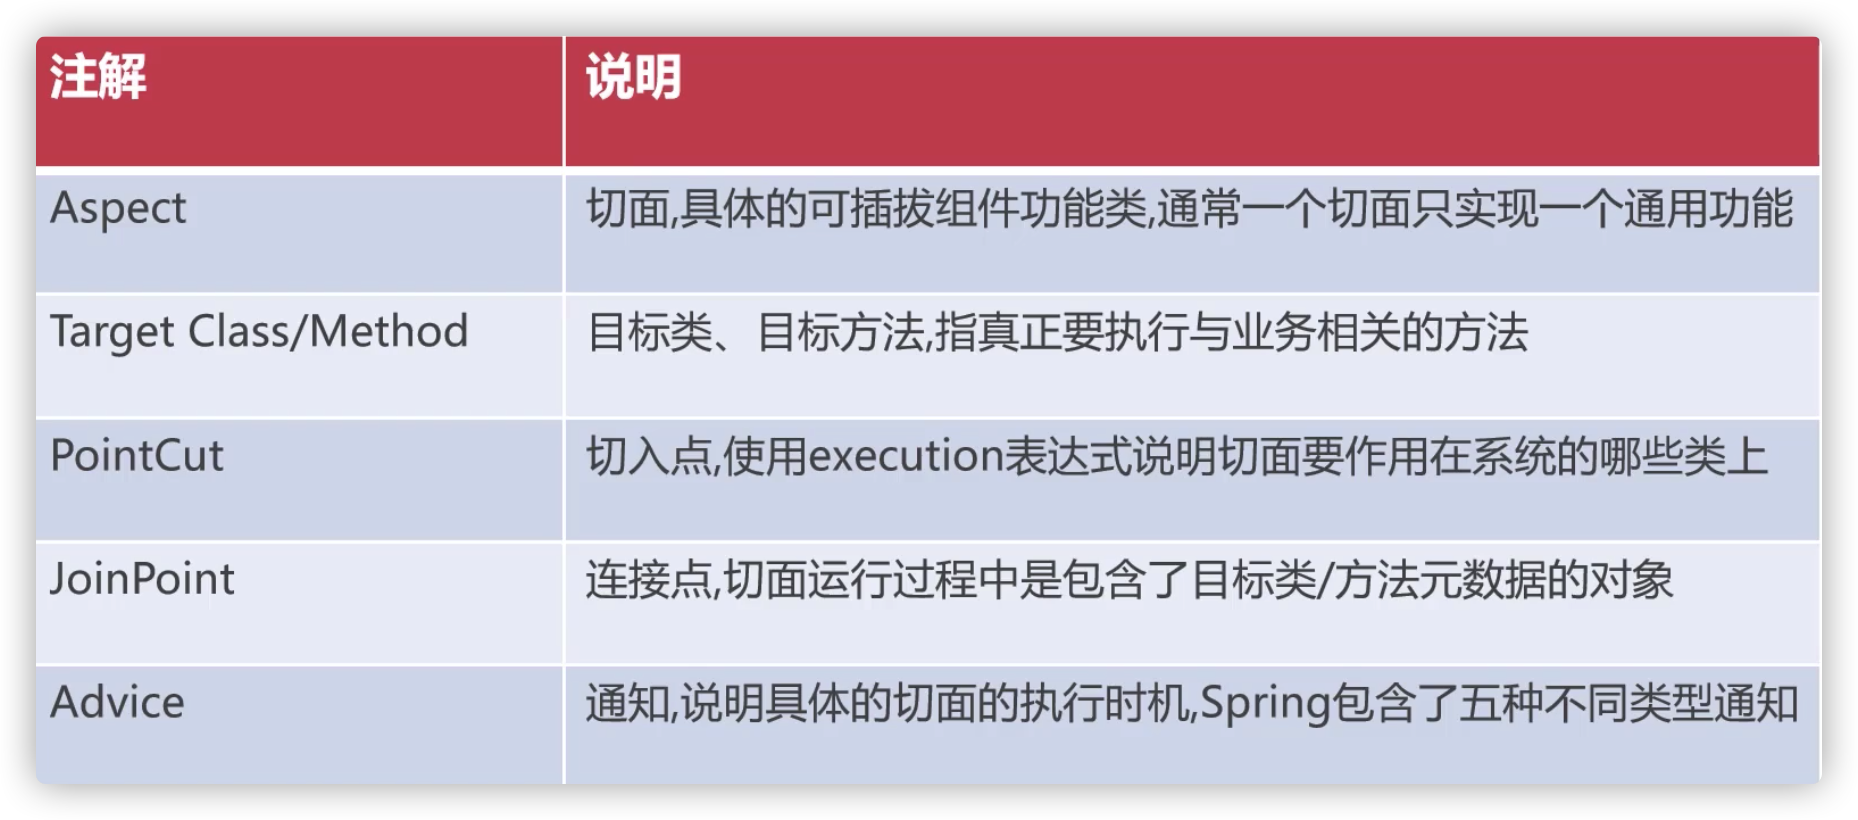 注解
说明
Aspect
切面,具体的可插拔组件功能类,通常一个切面只实现一个通用功能
Target Class/Method
目标类、目标方法,指真正要执行与业务相关的方法
PointCut
切入点,使用execution表达式说明切面要作用在系统的哪些类上
JoinPoint
连接点,切面运行过程中是包含了目标类/方法元数据的对象
Advice
通知,说明具体的切面的执行时机,Spring包含了五种不同类型通知